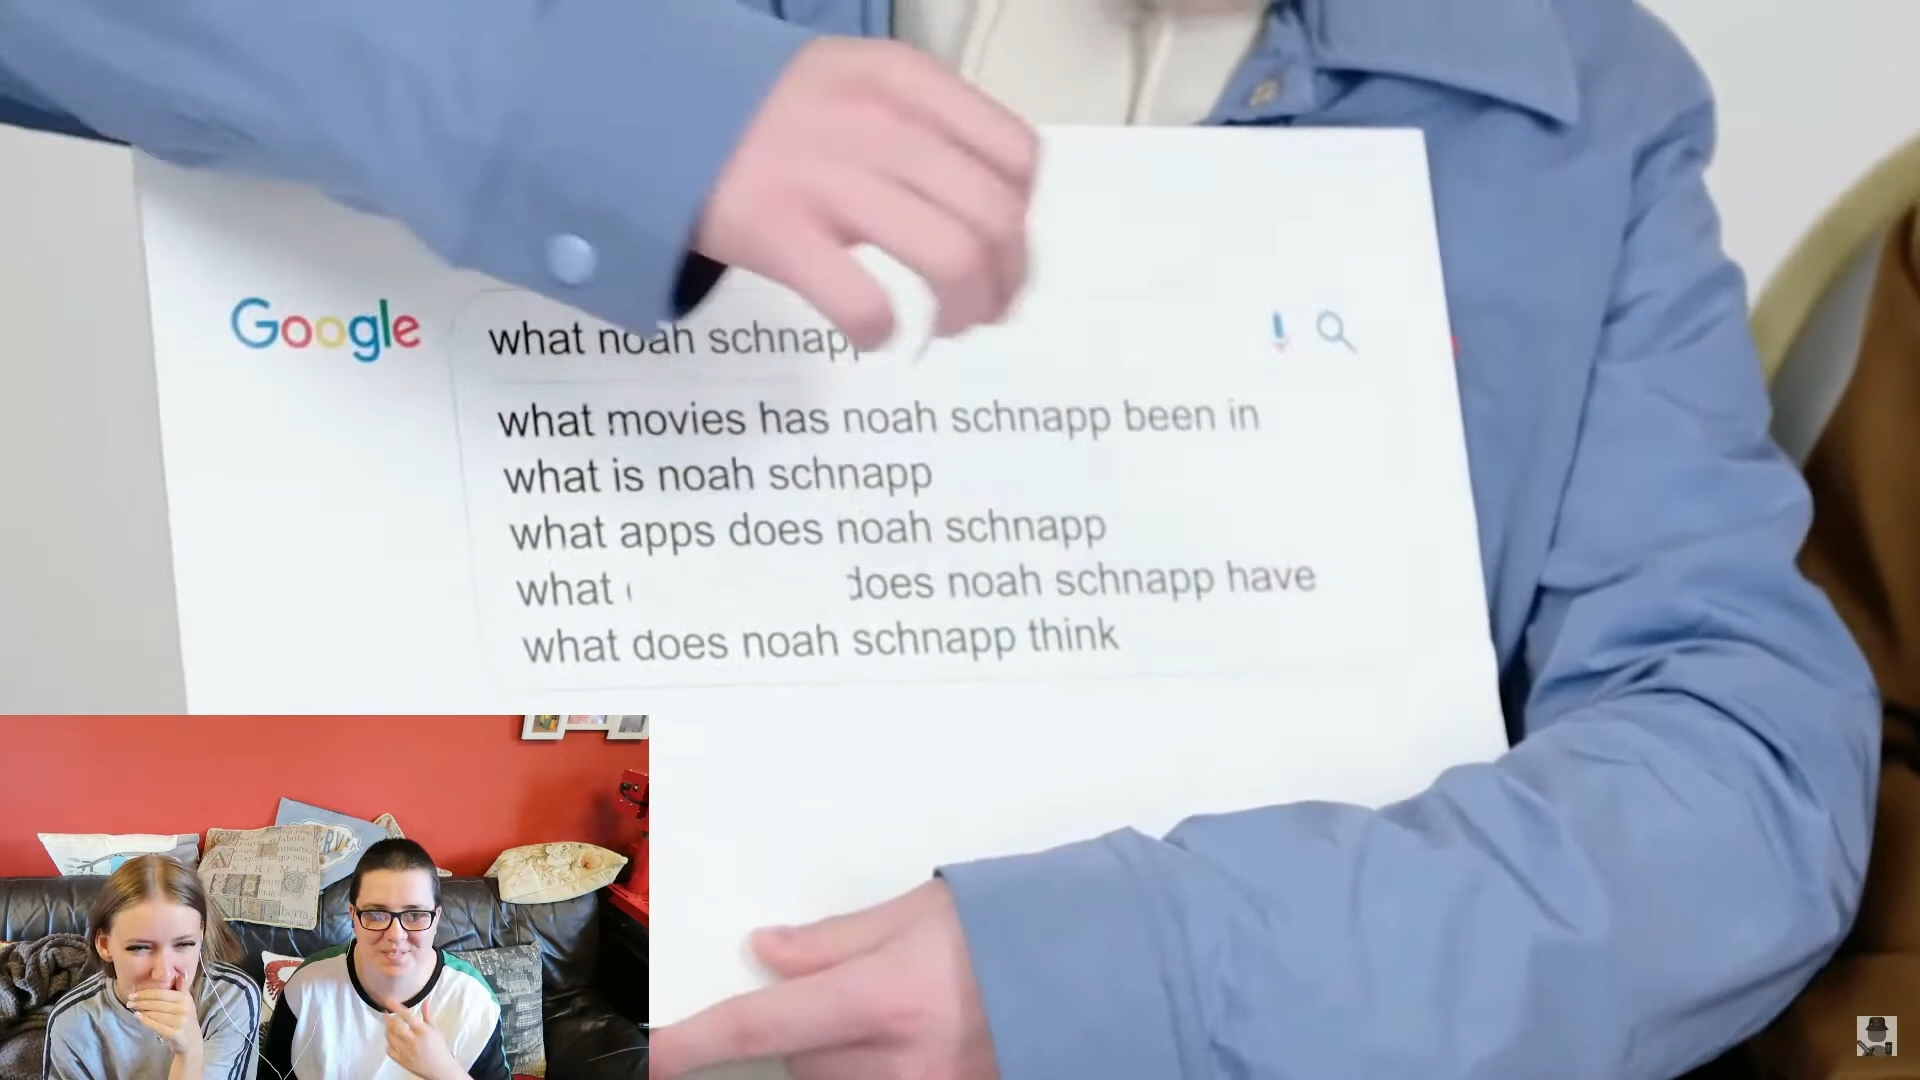 Google
what noah schnapp
what movies has noah schnapp been in
what is noah schnapp
what apps does noah schnapp
what does noah schnapp have
what does noah schnapp think